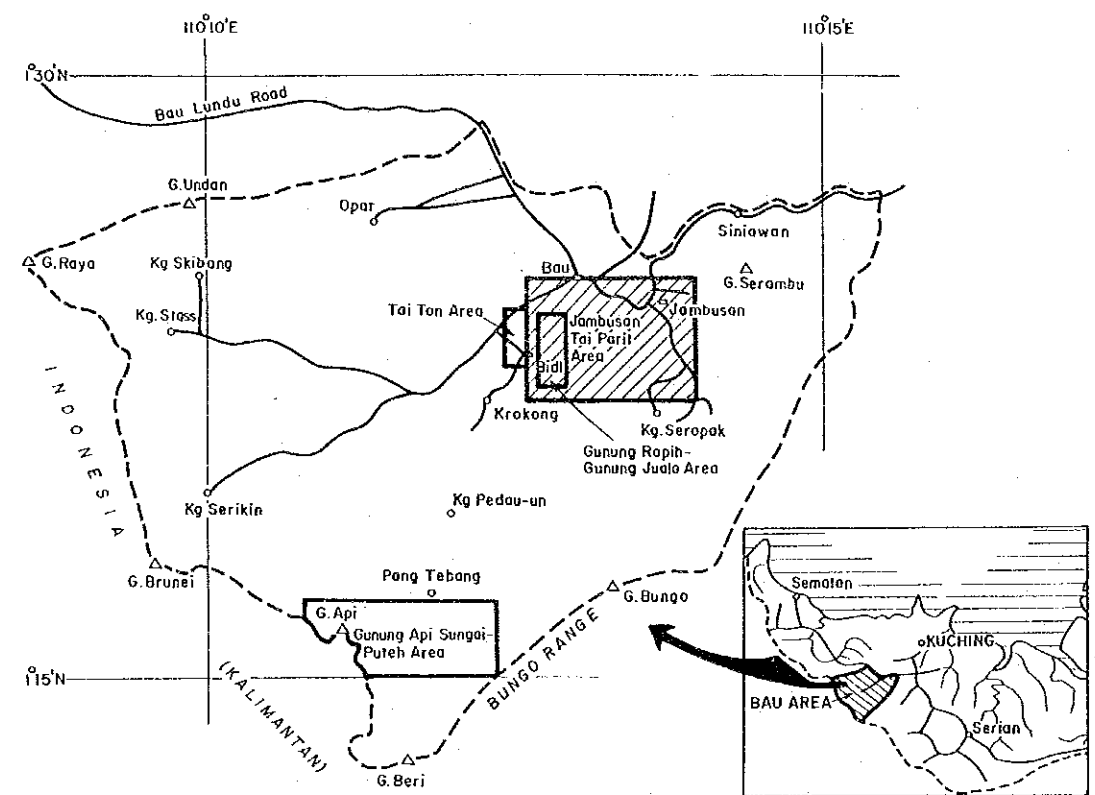 110°10'E
110°15'E
1°30'N
Bau Lundu Road
G.Undan
Opar
Siniawan
G.Raya
Kg Skibang
Bau
G.Serambu
Tai Ton Area
Jambusan
Kg.Stass
Jambusan
Tai Parit
Area
Bidi
Krokong
Kg.Seropak
INDONESIA
Gunung Rapih-
Gunung Juala Area
Kg Serikin
Kg Pedau-un
G.Brunei
Pang Tebang
G.Bungo
G.Api
Gunung Api Sungai-
Puteh Area
1°15'N
(KALIMANTAN)
BUNGO RANGE
G.Beri
Sematan
KUCHING
BAU AREA
Serian